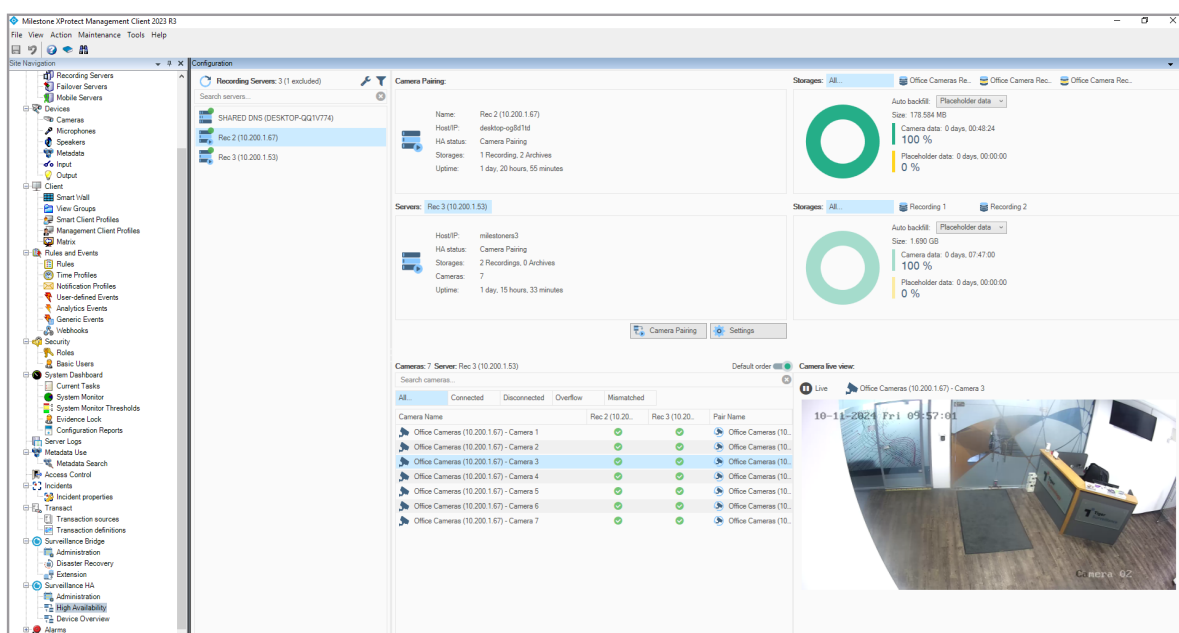 Milestone XProtect Management Client 2023 R3
File View Action Maintenance Tools Help
Site Navigation
Recording Servers
Failover Servers
Mobile Servers
Devices
Cameras
Microphones
Speakers
Metadata
Input
Output
Client
Smart Wall
View Groups
Smart Client Profiles
Management Client Profiles
Matrix
Rules and Events
Rules
Time Profiles
Notification Profiles
User-defined Events
Analytics Events
Generic Events
Webhooks
Security
Roles
Basic Users
System Dashboard
Current Tasks
System Monitor
System Monitor Thresholds
Evidence Lock
Configuration Reports
Server Logs
Metadata Use
Metadata Search
Access Control
Incidents
Incident properties
Transact
Transaction sources
Transaction definitions
Surveillance Bridge
Administration
Disaster Recovery
Extension
Surveillance HA
Administration
High Availability
Device Overview
Alarms
Configuration
Recording Servers: 3 (1 excluded)
Search servers...
SHARED DNS (DESKTOP-QQ1V774)
Rec 2 (10.200.1.67)
Rec 3 (10.200.1.53)
Camera Pairing:
Name: Rec 2 (10.200.1.67)
Host/IP: desktop-og8d1td
HA status: Camera Pairing
Storages: 1 Recording, 2 Archives
Uptime: 1 day, 20 hours, 55 minutes
Storages: All... Office Cameras Re... Office Camera Rec... Office Camera Rec...
Auto backfill: Placeholder data
Size: 178.584 MB
Camera data: 0 days, 00:48:24
100 %
Placeholder data: 0 days, 00:00:00
0 %
Servers: Rec 3 (10.200.1.53)
Host/IP: milestoners3
HA status: Camera Pairing
Storages: 2 Recordings, 0 Archives
Cameras: 7
Uptime: 1 day, 15 hours, 33 minutes
Storages: All... Recording 1 Recording 2
Auto backfill: Placeholder data
Size: 1.690 GB
Camera data: 0 days, 07:47:00
100 %
Placeholder data: 0 days, 00:00:00
0 %
Camera Pairing Settings
Cameras: 7 Server: Rec 3 (10.200.1.53) Default order
Search cameras...
All... Connected Disconnected Overflow Mismatched
Camera Name Rec 2 (10.20... Rec 3 (10.20... Pair Name
Office Cameras (10.200.1.67) - Camera 1 Office Cameras (10...
Office Cameras (10.200.1.67) - Camera 2 Office Cameras (10...
Office Cameras (10.200.1.67) - Camera 3 Office Cameras (10...
Office Cameras (10.200.1.67) - Camera 4 Office Cameras (10...
Office Cameras (10.200.1.67) - Camera 5 Office Cameras (10...
Office Cameras (10.200.1.67) - Camera 6 Office Cameras (10...
Office Cameras (10.200.1.67) - Camera 7 Office Cameras (10...
Camera live view:
Live Office Cameras (10.200.1.67) - Camera 3
10-11-2024 Fri 09:57:01
Camera 02